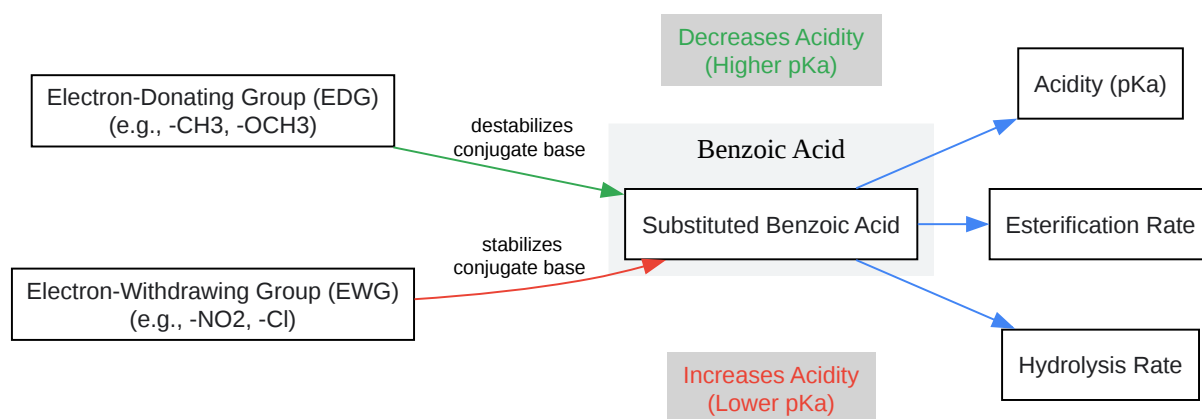 Decreases Acidity
(Higher pKa)
Electron-Donating Group (EDG)
(e.g., -CH3, -OCH3)
destabilizes
conjugate base
Benzoic Acid
Substituted Benzoic Acid
Acidity (pKa)
Esterification Rate
stabilizes
conjugate base
Electron-Withdrawing Group (EWG)
(e.g., -NO2, -Cl)
Hydrolysis Rate
Increases Acidity
(Lower pKa)